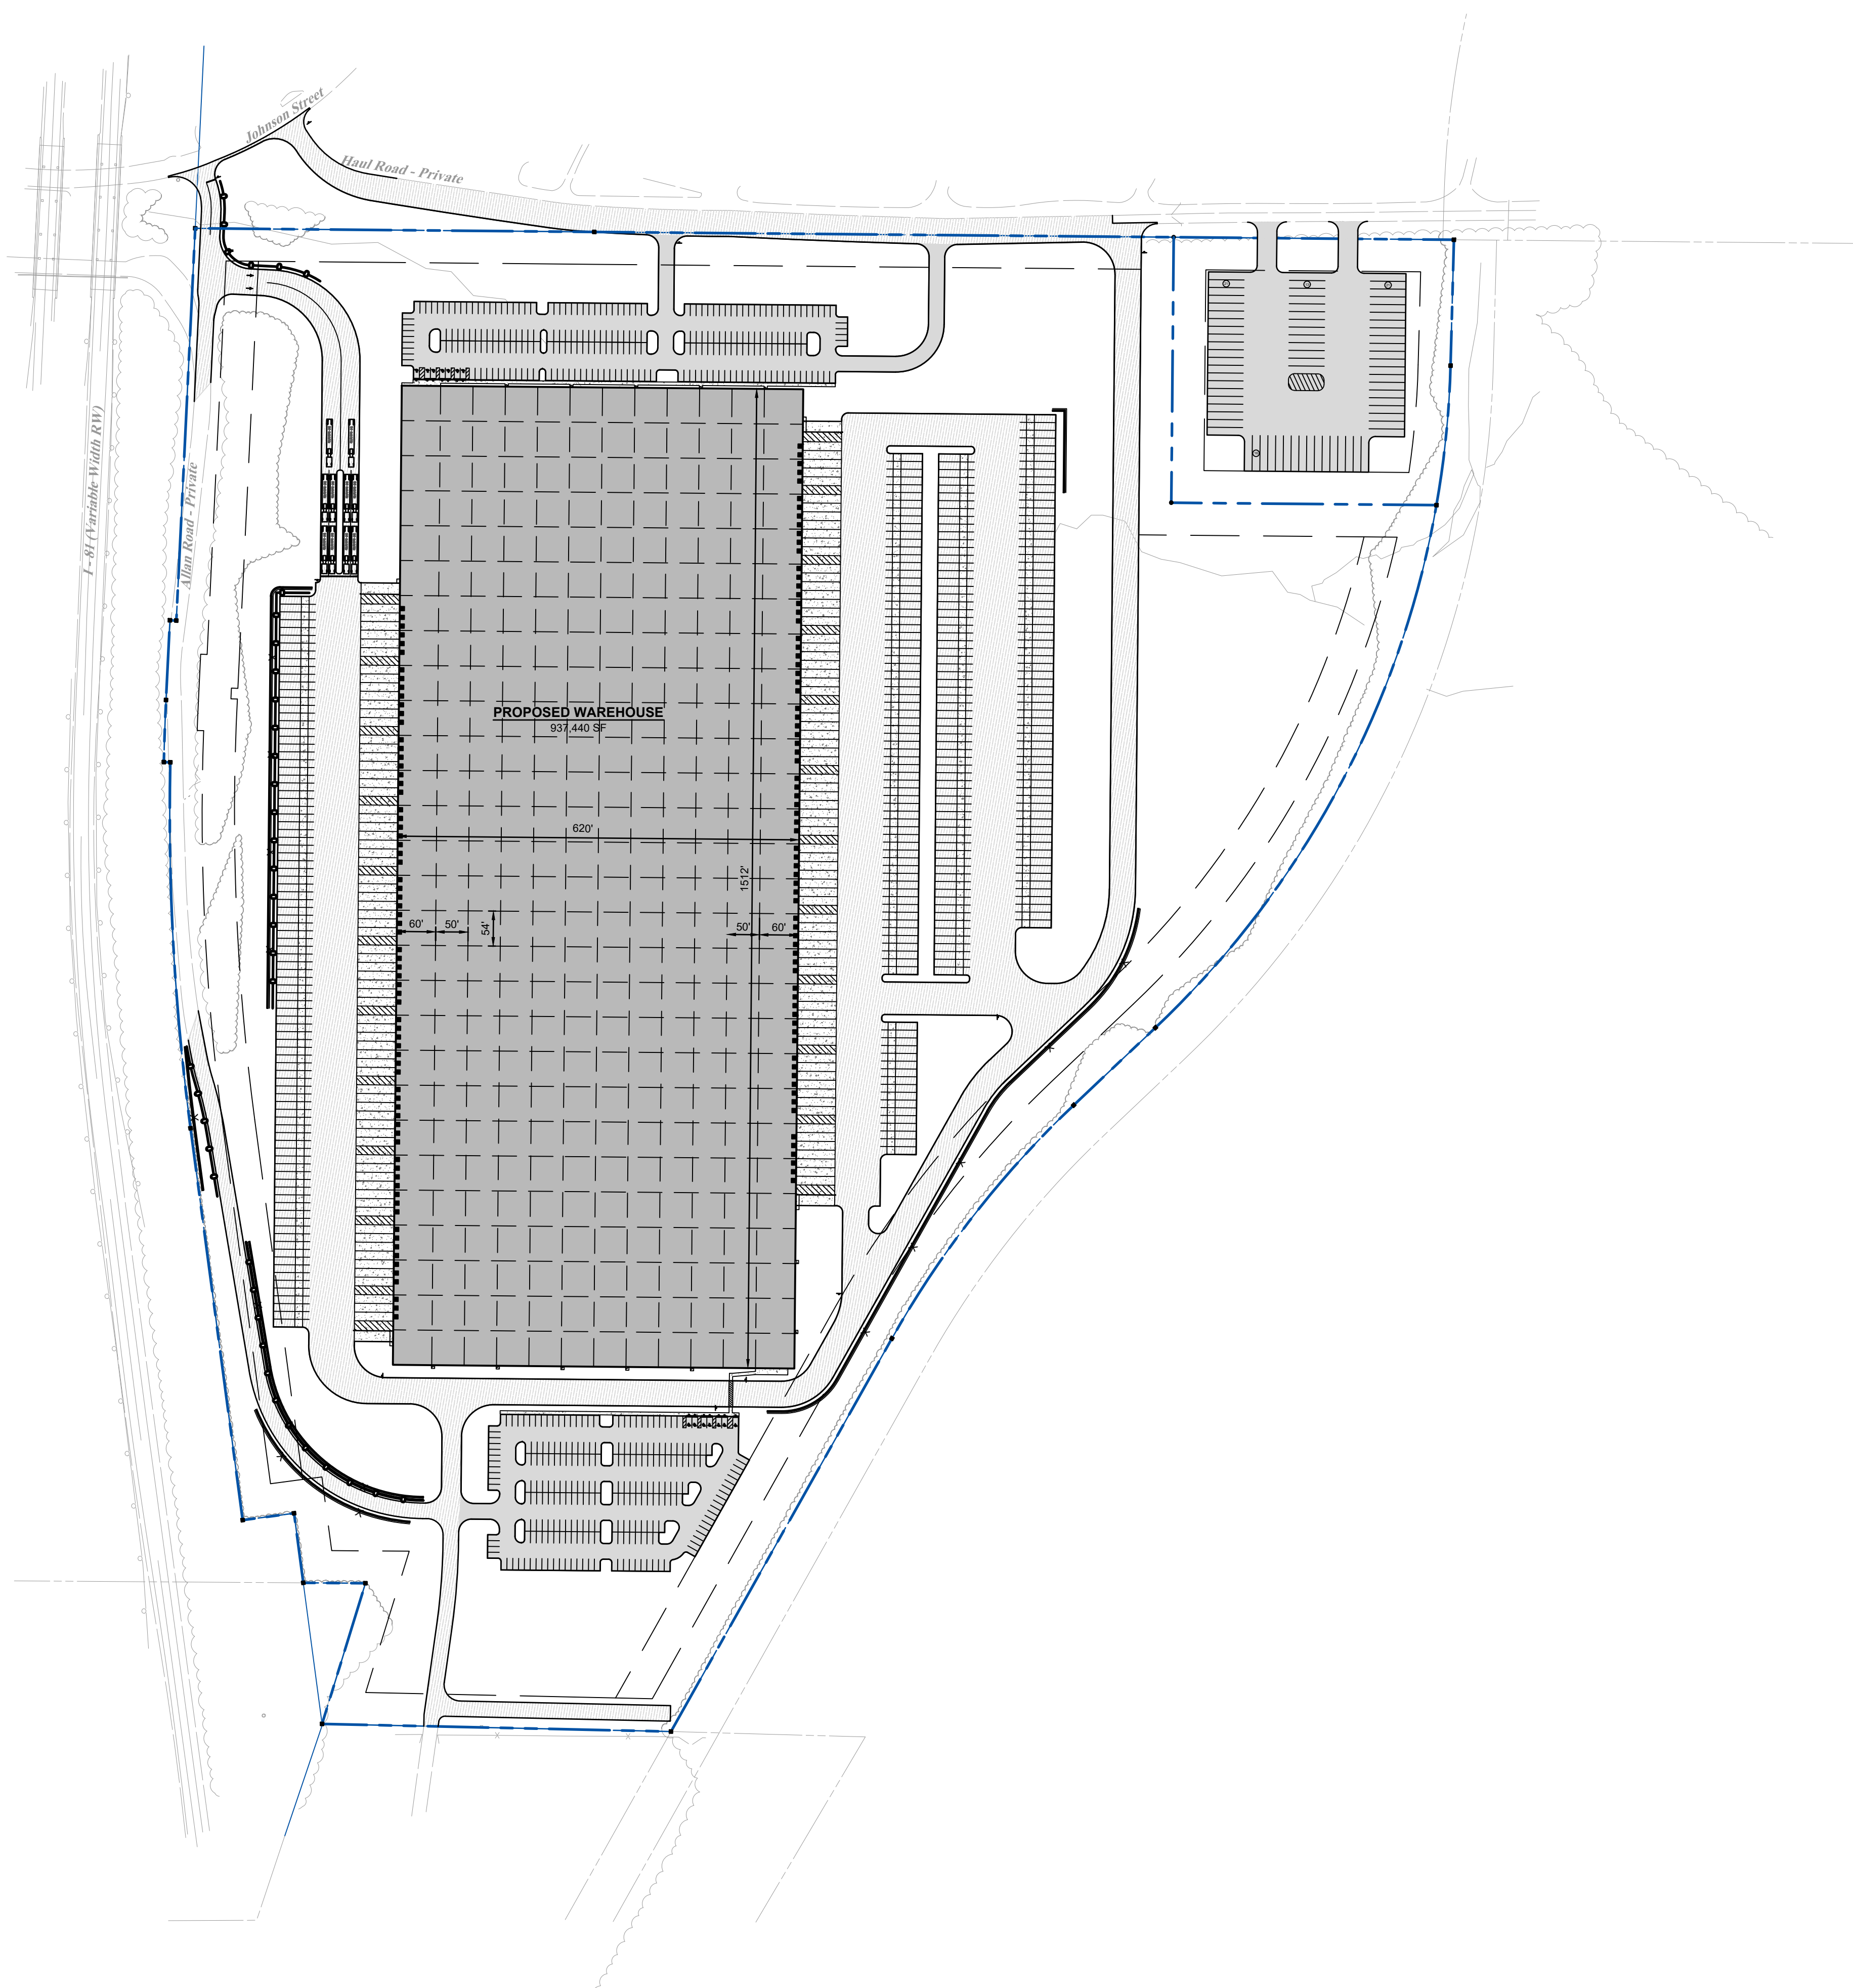 Johnson Street
Haul Road - Private
I - 81 (Variable Width RW)
Allan Road - Private
PROPOSED WAREHOUSE
937,440 SF
620'
1512'
60'
50'
54'
50'
60'